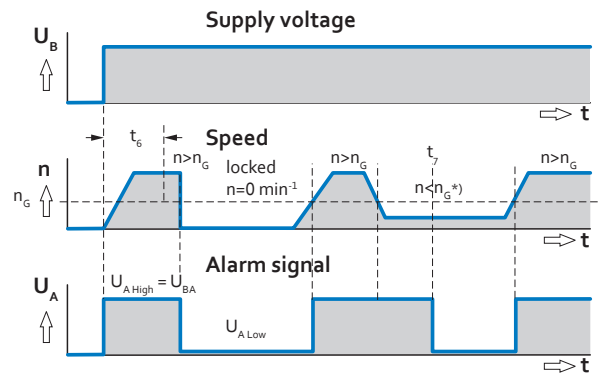 Supply voltage
U_B
t
t_6
Speed
n>n_G
locked
n=0 min⁻¹
n>n_G
t_7
n<n_G*)
n>n_G
n
n_G
t
Alarm signal
U_A
U_A High = U_BA
U_A Low
t